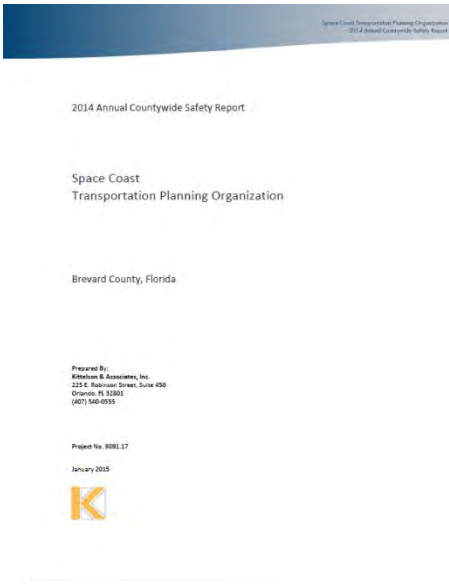 Space Coast Transportation Planning Organization
2014 Annual Countywide Safety Report
2014 Annual Countywide Safety Report
Space Coast
Transportation Planning Organization
Brevard County, Florida
Prepared By:
Kittelson & Associates, Inc.
225 E. Robinson Street, Suite 450
Orlando, FL 32801
(407) 540-0555
Project No. 9091.17
January 2015